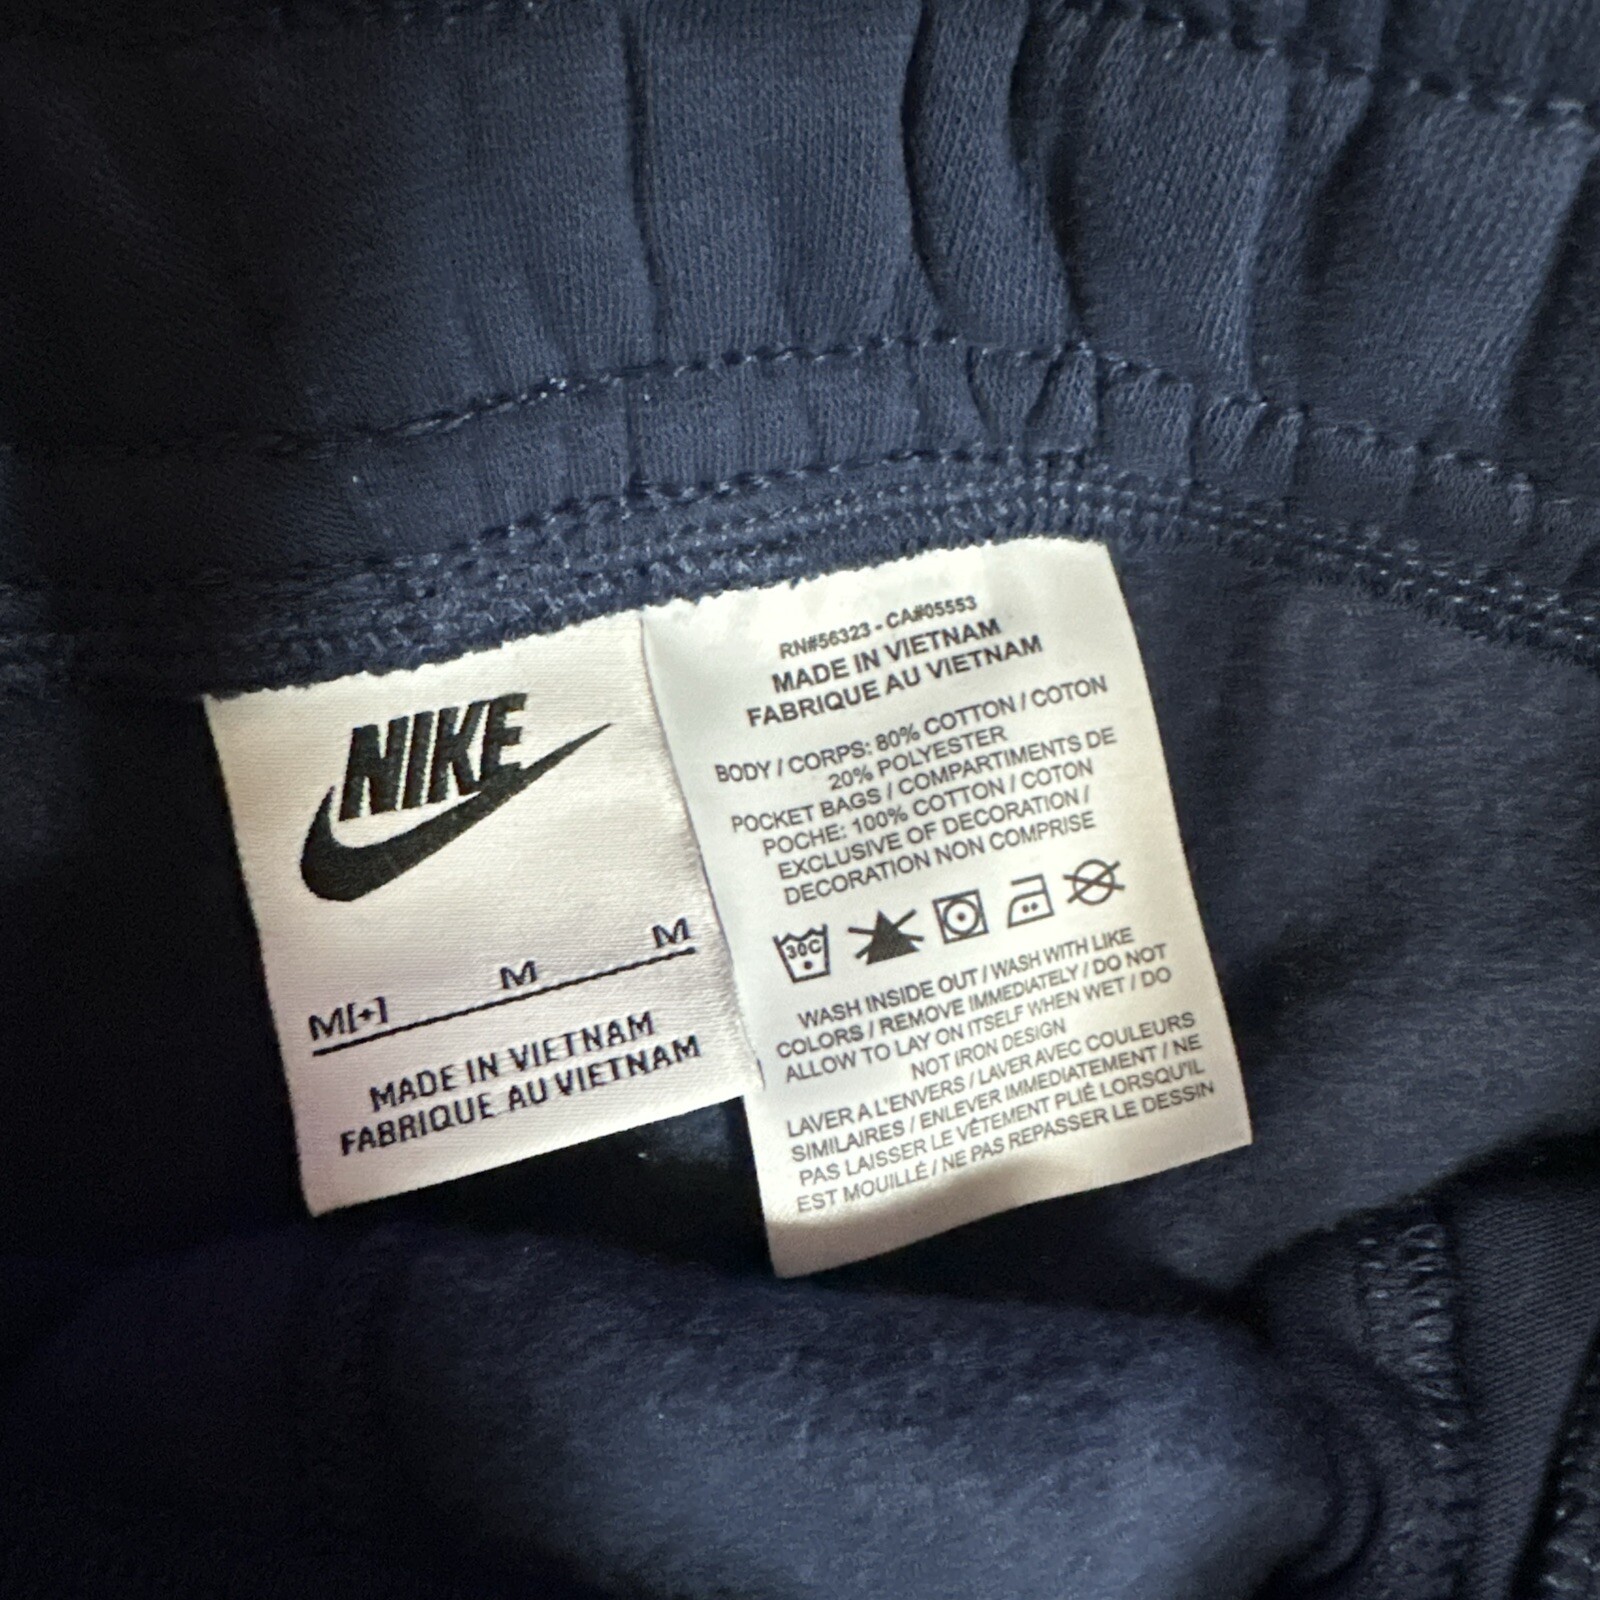 NIKE
M[+] M M
MADE IN VIETNAM
FABRIQUE AU VIETNAM
RN#56323 - CA#05553
MADE IN VIETNAM
FABRIQUE AU VIETNAM
BODY / CORPS: 80% COTTON / COTON
20% POLYESTER
POCKET BAGS / COMPARTIMENTS DE
POCHE: 100% COTTON / COTON
EXCLUSIVE OF DECORATION /
DECORATION NON COMPRISE
30C
WASH INSIDE OUT / WASH WITH LIKE
COLORS / REMOVE IMMEDIATELY / DO NOT
ALLOW TO LAY ON ITSELF WHEN WET / DO
NOT IRON DESIGN
LAVER A L'ENVERS / LAVER AVEC COULEURS
SIMILAIRES / ENLEVER IMMEDIATEMENT / NE
PAS LAISSER LE VÊTEMENT PLIÉ LORSQU'IL
EST MOUILLÉ / NE PAS REPASSER LE DESSIN